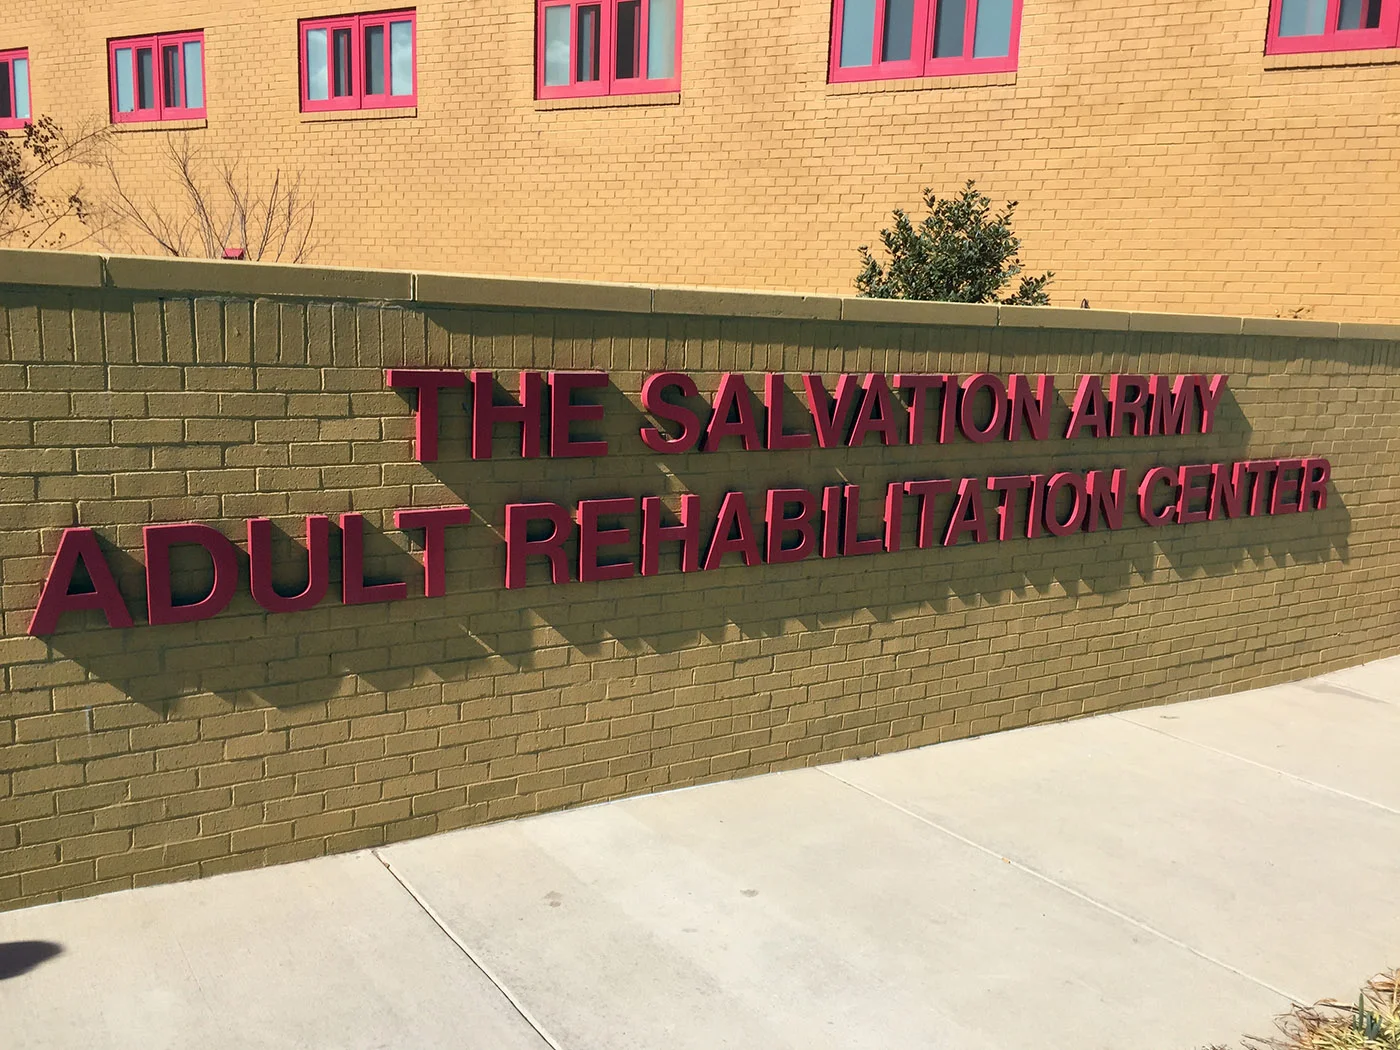 THE SALVATION ARMY
ADULT REHABILITATION CENTER